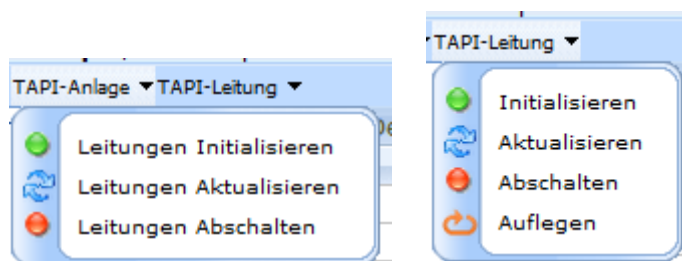 TAPI-Anlage TAPI-Leitung
Leitungen Initialisieren
Leitungen Aktualisieren
Leitungen Abschalten
TAPI-Leitung
Initialisieren
Aktualisieren
Abschalten
Auflegen